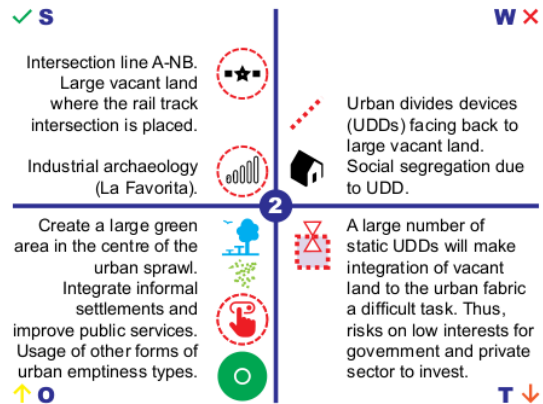 S
Intersection line A-NB.
Large vacant land
where the rail track
intersection is placed.
Industrial archaeology
(La Favorita).
W
Urban divides devices
(UDDs) facing back to
large vacant land.
Social segregation due
to UDD.
2
Create a large green
area in the centre of the
urban sprawl.
Integrate informal
settlements and
improve public services.
Usage of other forms of
urban emptiness types.
O
A large number of
static UDDs will make
integration of vacant
land to the urban fabric
a difficult task. Thus,
risks on low interests for
government and private
sector to invest.
T